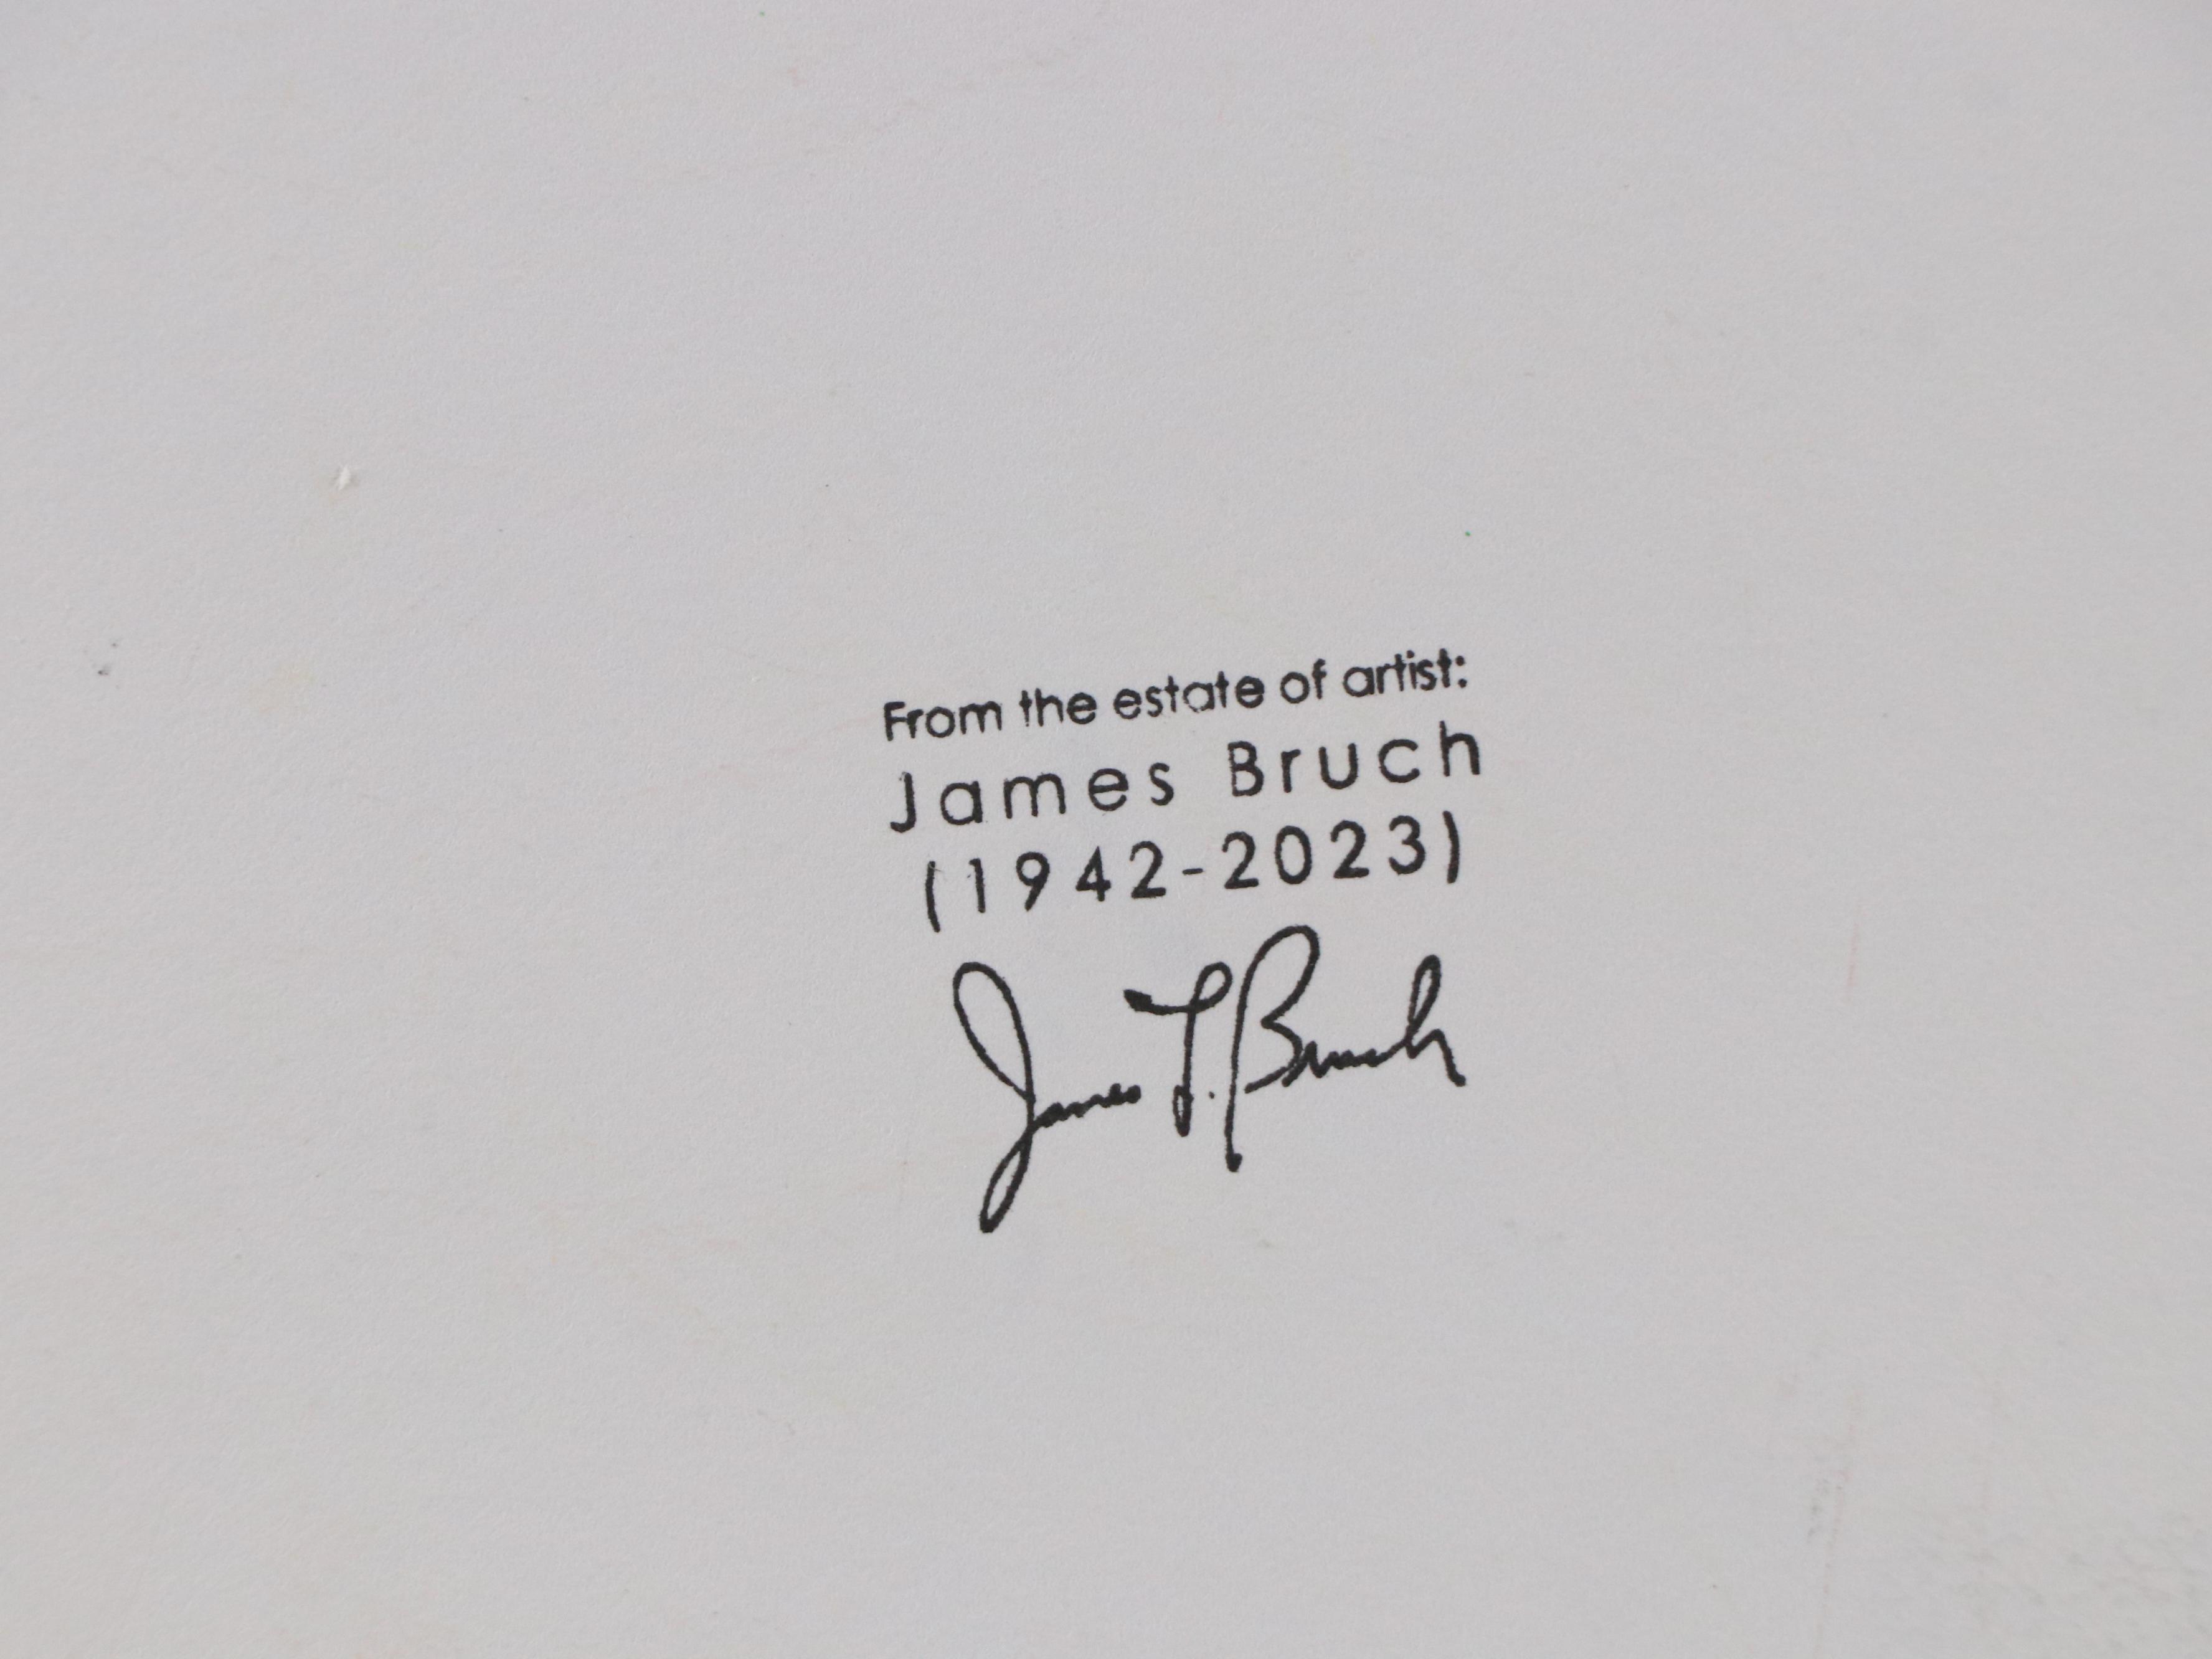 From the estate of artist:
James Bruch
(1942-2023)
James L. Bruch